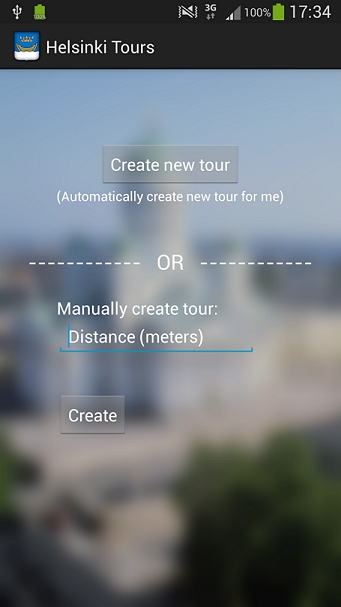 3G 100% 17:34
Helsinki Tours
Create new tour
(Automatically create new tour for me)
OR
Manually create tour:
Distance (meters)
Create